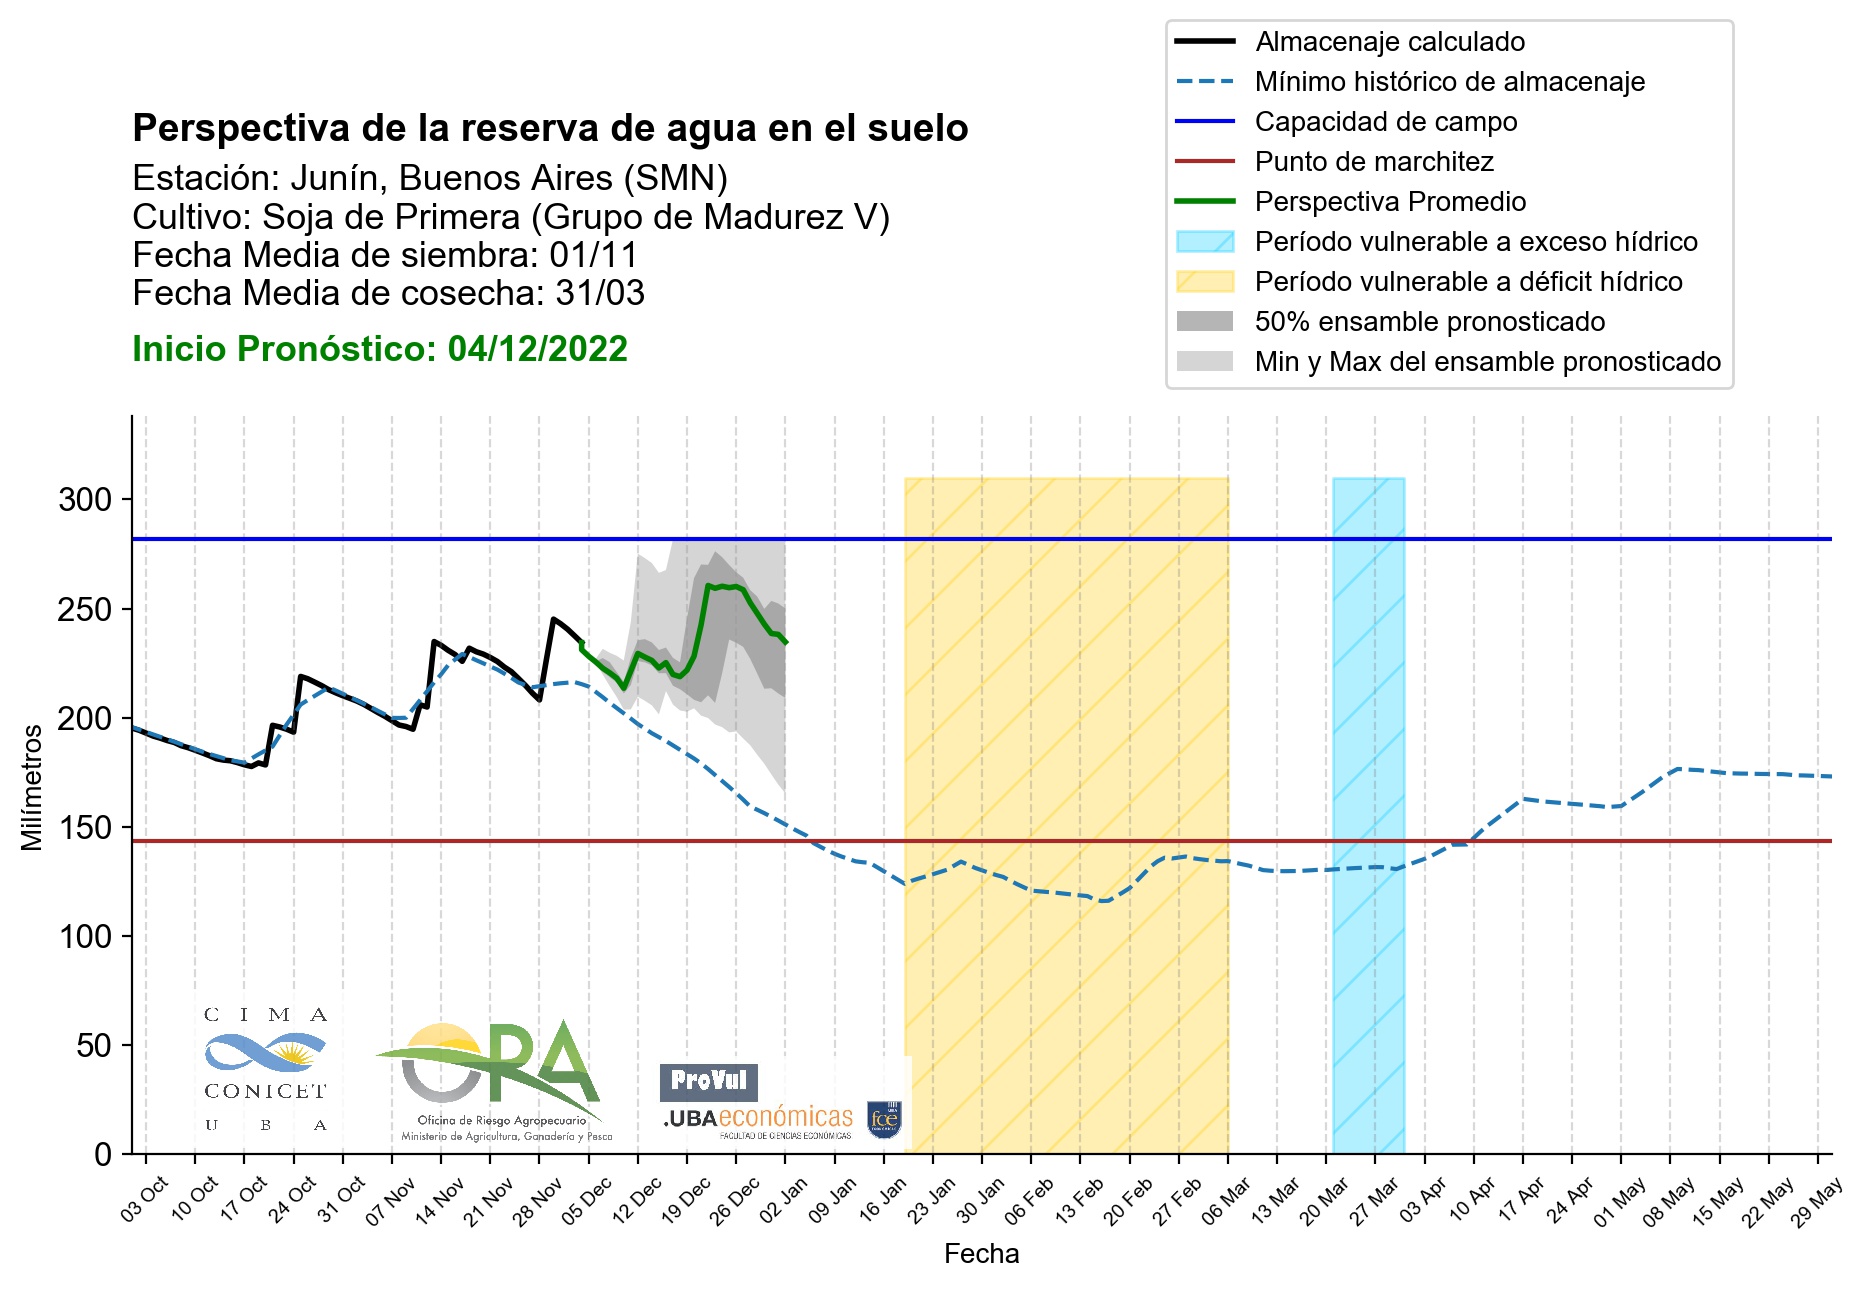 Almacenaje calculado
Mínimo histórico de almacenaje
Capacidad de campo
Punto de marchitez
Perspectiva Promedio
Período vulnerable a exceso hídrico
Período vulnerable a déficit hídrico
50% ensamble pronosticado
Min y Max del ensamble pronosticado
Perspectiva de la reserva de agua en el suelo
Estación: Junín, Buenos Aires (SMN)
Cultivo: Soja de Primera (Grupo de Madurez V)
Fecha Media de siembra: 01/11
Fecha Media de cosecha: 31/03
Inicio Pronóstico: 04/12/2022
Milímetros
300
250
200
150
100
50
0
CIMA
CONICET
UBA
ORA
Oficina de Riesgo Agropecuario
Ministerio de Agricultura, Ganadería y Pesca
ProVul
.UBAeconómicas
FACULTAD DE CIENCIAS ECONÓMICAS
UBA
fce
ECONÓMICAS
03 Oct 10 Oct 17 Oct 24 Oct 31 Oct 07 Nov 14 Nov 21 Nov 28 Nov 05 Dec 12 Dec 19 Dec 26 Dec 02 Jan 09 Jan 16 Jan 23 Jan 30 Jan 06 Feb 13 Feb 20 Feb 27 Feb 06 Mar 13 Mar 20 Mar 27 Mar 03 Apr 10 Apr 17 Apr 24 Apr 01 May 08 May 15 May 22 May 29 May
Fecha